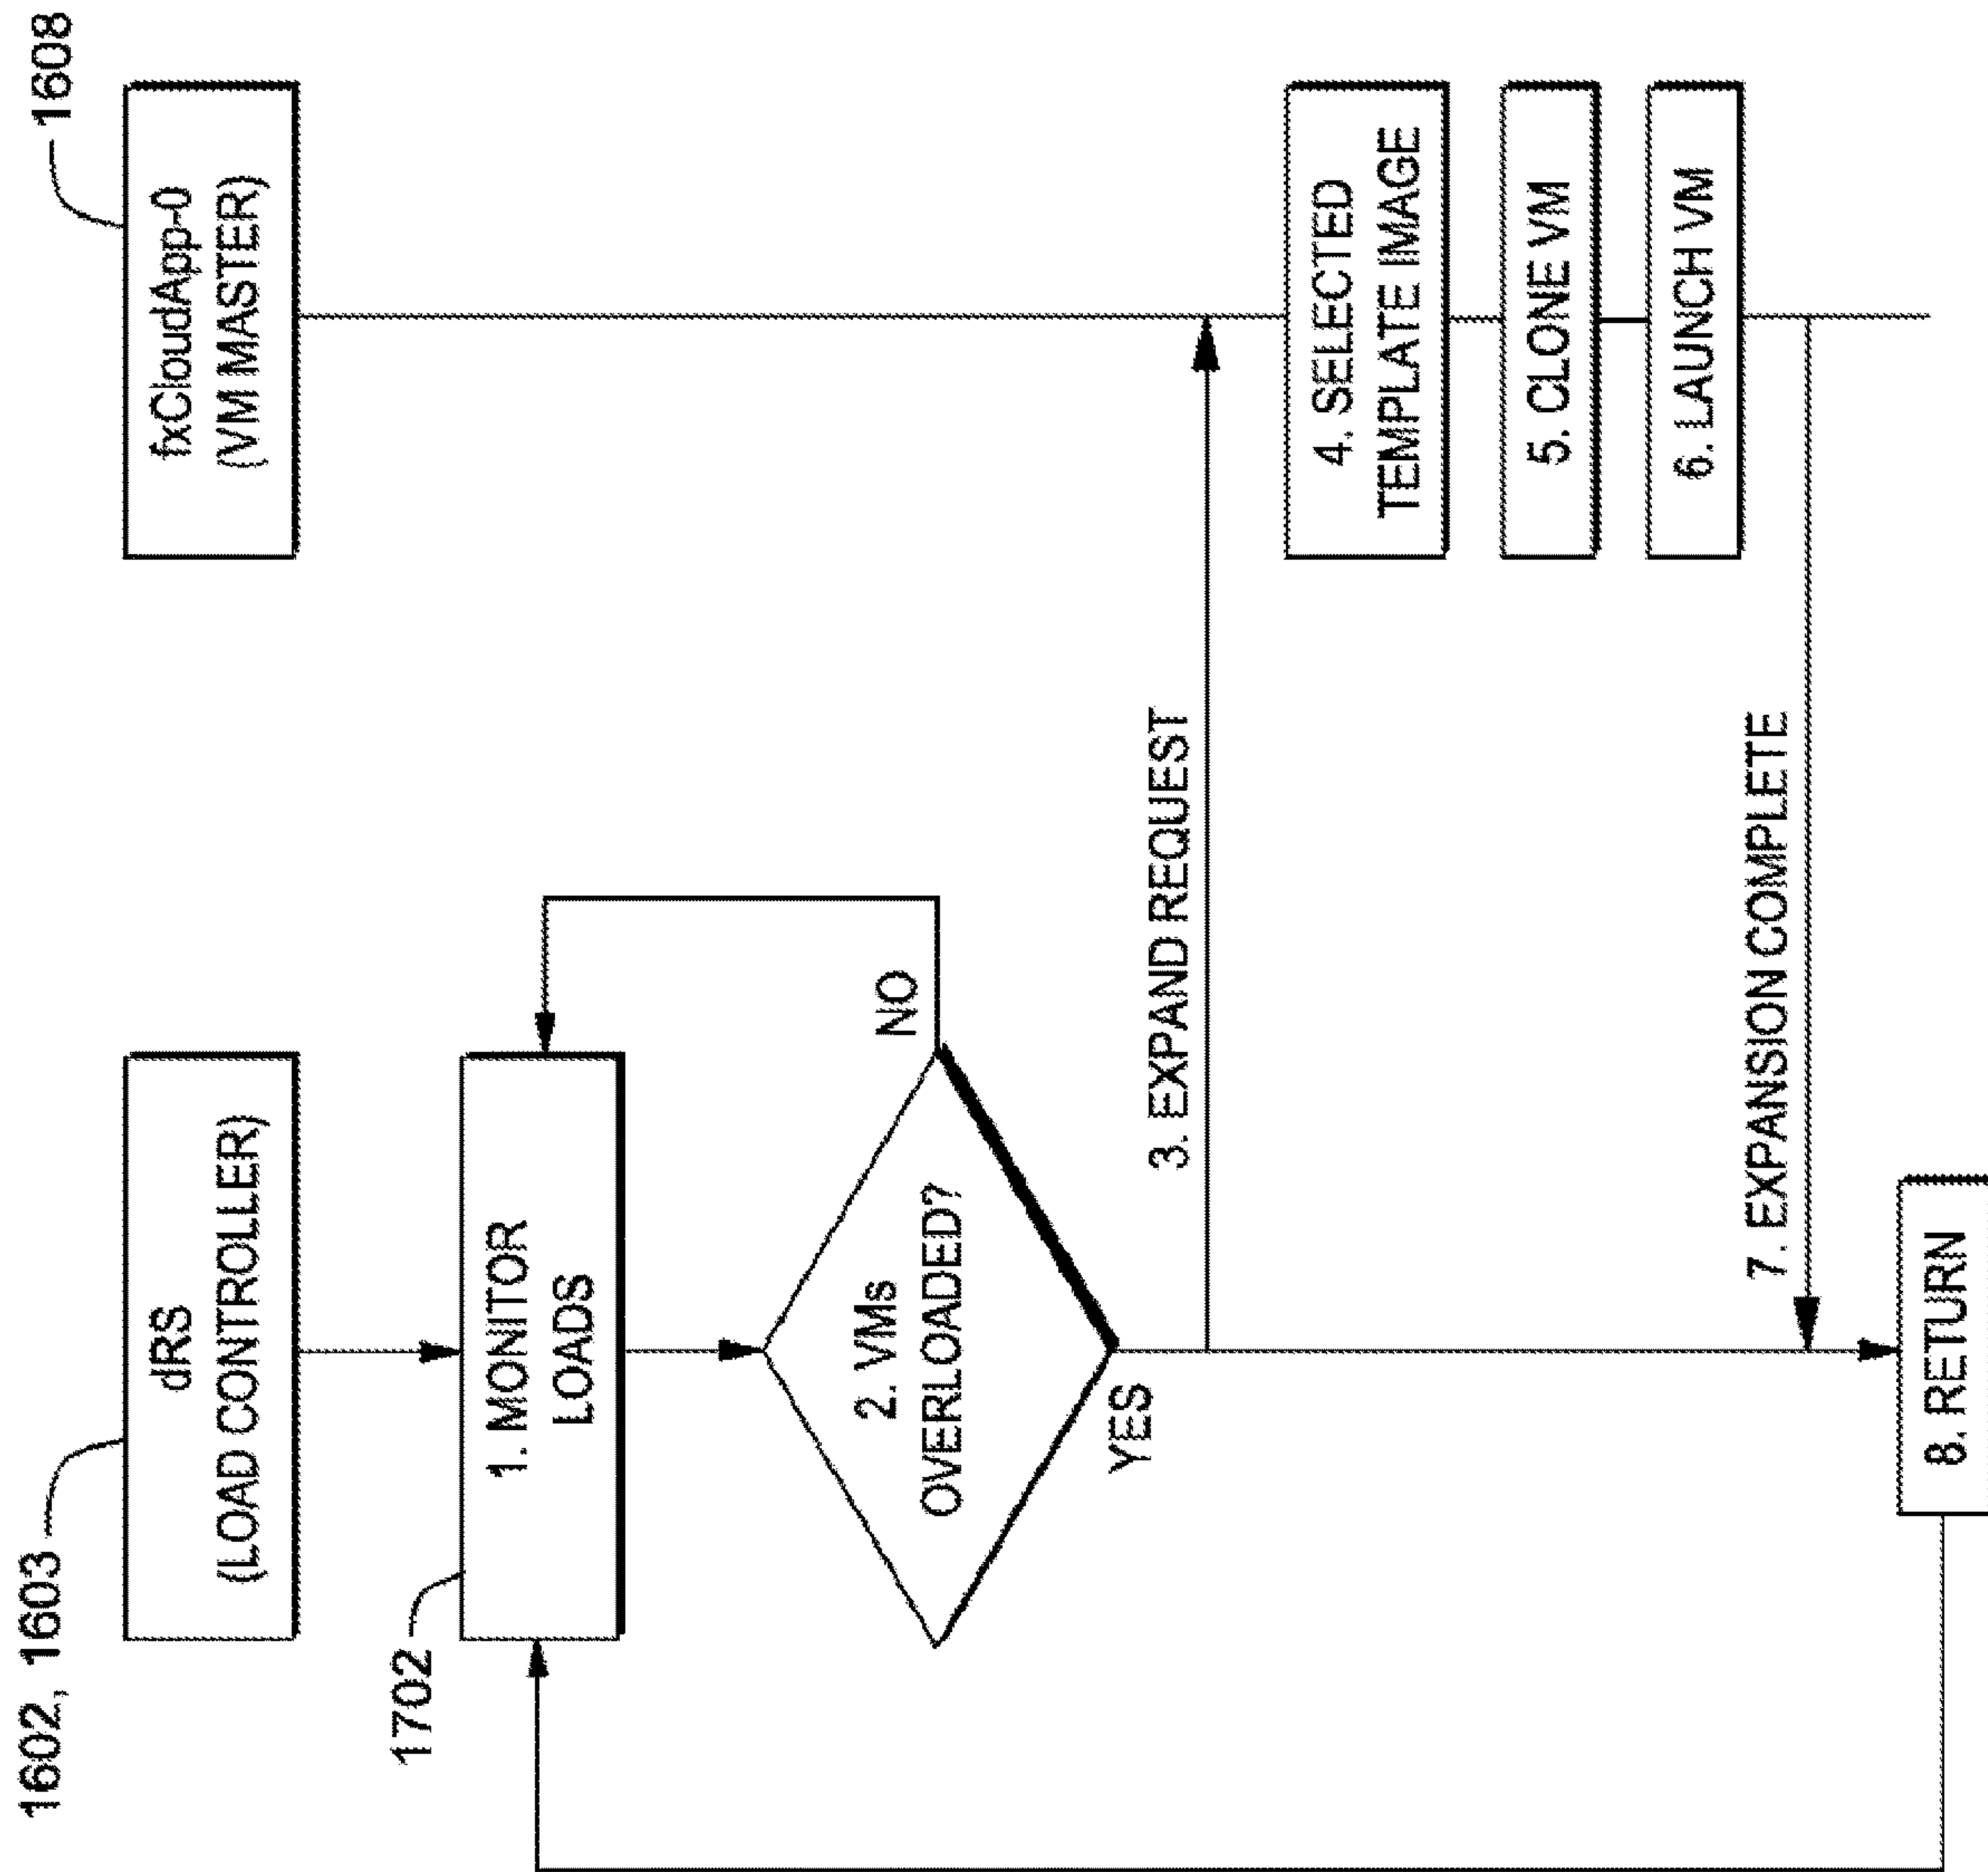 1602, 1603
dRS
(LOAD CONTROLLER)
1608
fxCloudApp-0
(VM MASTER)
1702
1. MONITOR
LOADS
2. VMs
OVERLOADED?
NO
YES
3. EXPAND REQUEST
4. SELECTED
TEMPLATE IMAGE
5. CLONE VM
6. LAUNCH VM
7. EXPANSION COMPLETE
8. RETURN